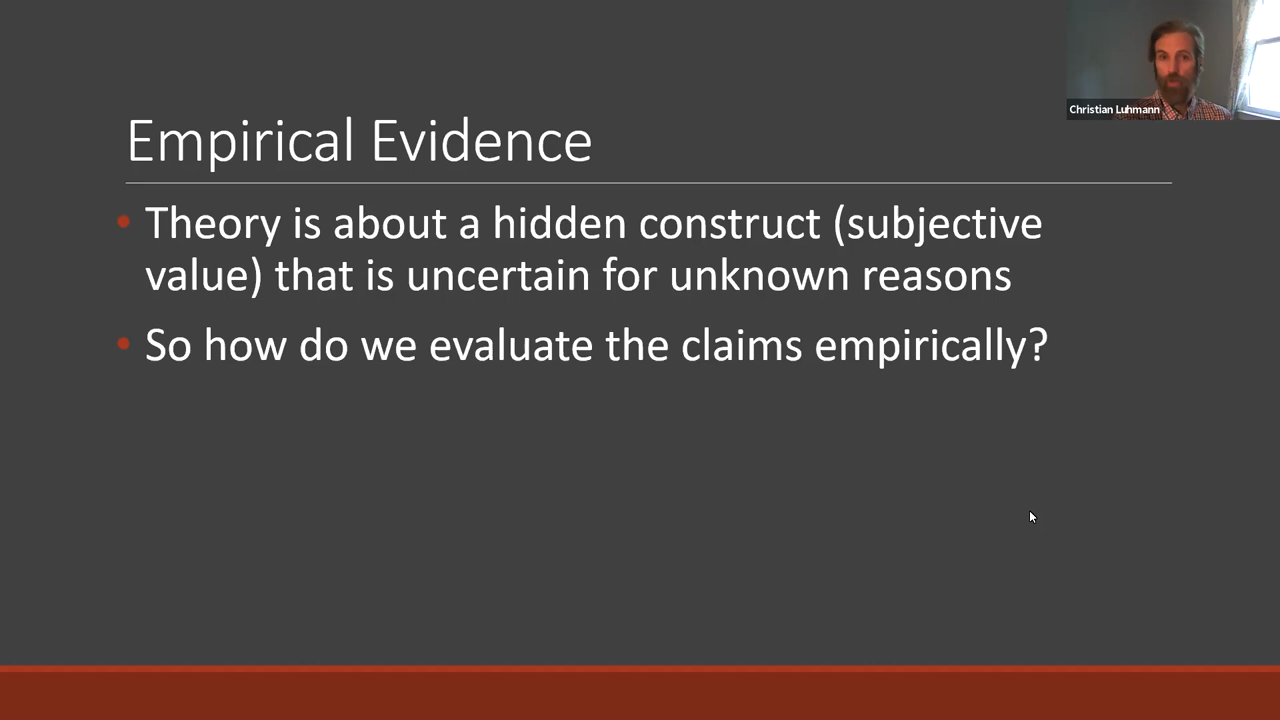 Christian Luhmann
Empirical Evidence
• Theory is about a hidden construct (subjective
value) that is uncertain for unknown reasons
• So how do we evaluate the claims empirically?